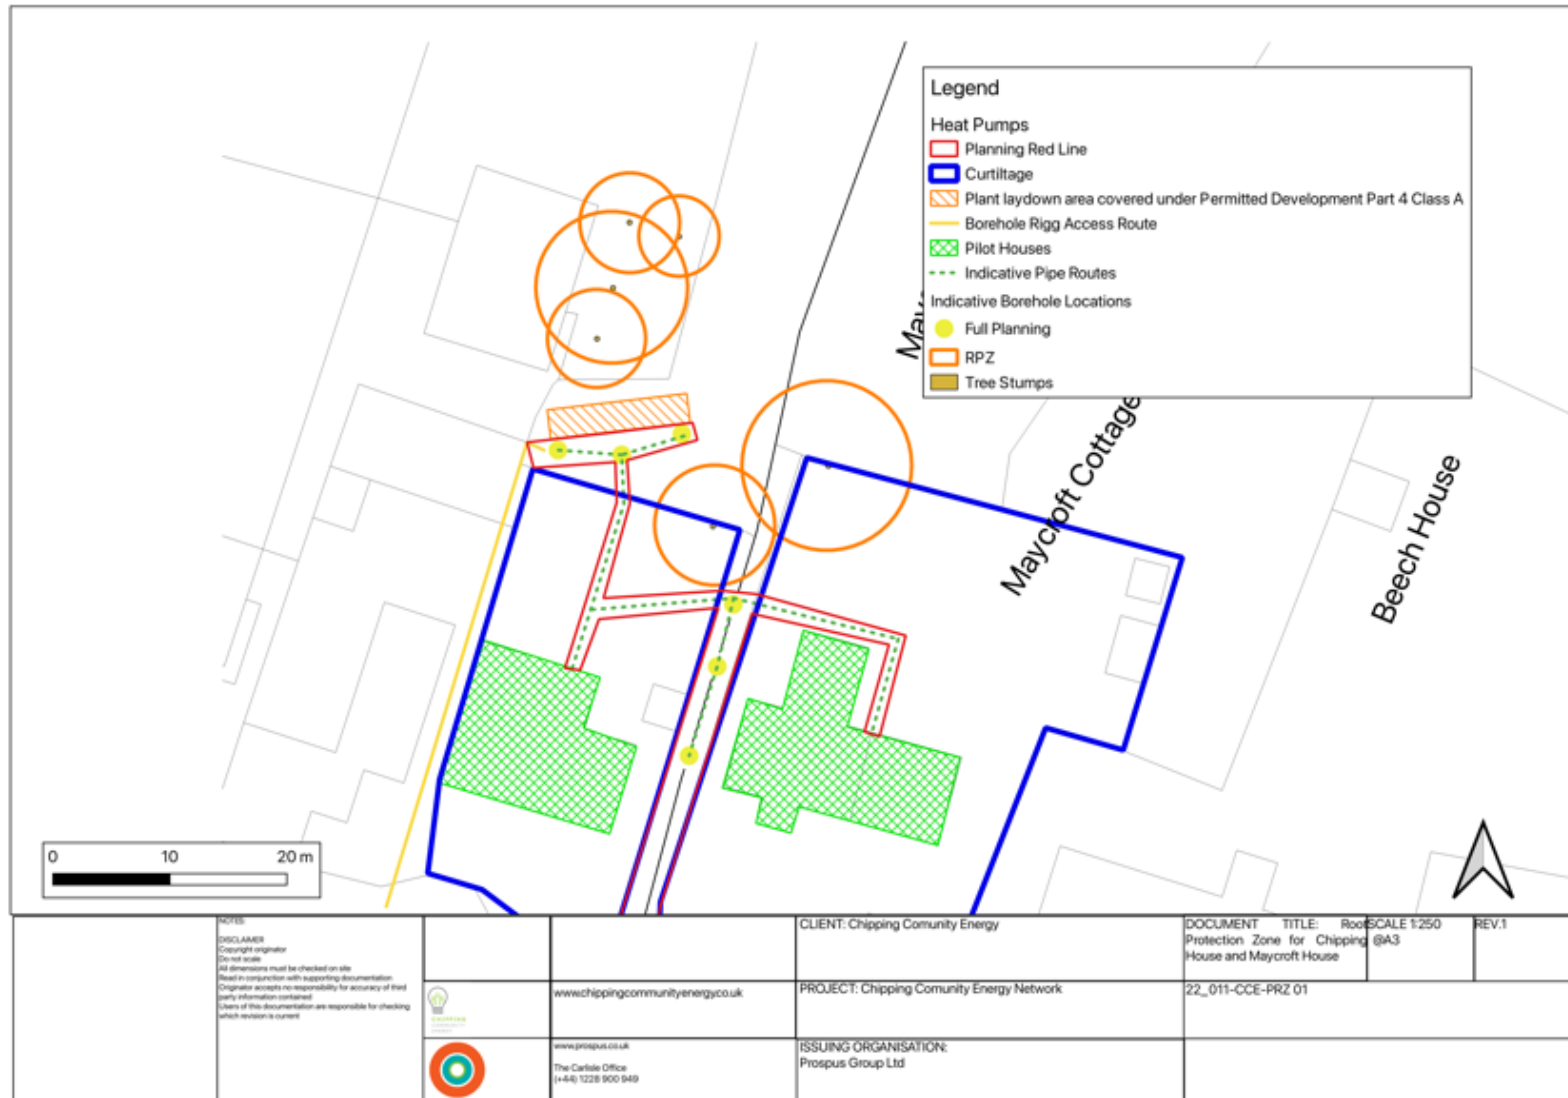 Legend
Heat Pumps
Planning Red Line
Curtiltage
Plant laydown area covered under Permitted Development Part 4 Class A
Borehole Rigg Access Route
Pilot Houses
Indicative Pipe Routes
Indicative Borehole Locations
Full Planning
RPZ
Tree Stumps
May
Maycroft Cottage
Beech House
0 10 20 m
NOTES:
DISCLAIMER
Copyright originator
Do not scale
All dimensions must be checked on site
Read in conjunction with supporting documentation
Originator accepts no responsibility for accuracy of third
party information contained
Users of this documentation are responsible for checking
which revision is current
CHIPPING
COMMUNITY
ENERGY
www.chippingcommunityenergy.co.uk
www.prospus.co.uk
The Carlisle Office
(+44) 1228 900 949
CLIENT: Chipping Comunity Energy
PROJECT: Chipping Comunity Energy Network
ISSUING ORGANISATION:
Prospus Group Ltd
DOCUMENT TITLE: Root
Protection Zone for Chipping
House and Maycroft House
SCALE 1:250
@A3
REV.1
22_011-CCE-PRZ 01